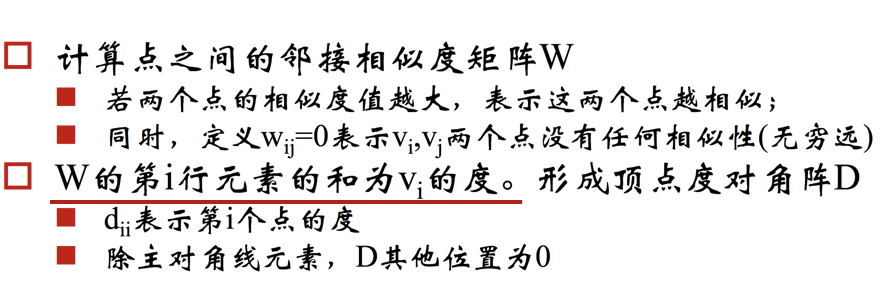 计算点之间的邻接相似度矩阵W
若两个点的相似度值越大，表示这两个点越相似；
同时，定义wij=0表示vi,vj两个点没有任何相似性(无穷远)
W的第i行元素的和为vi的度。形成顶点度对角阵D
dii表示第i个点的度
除主对角线元素，D其他位置为0